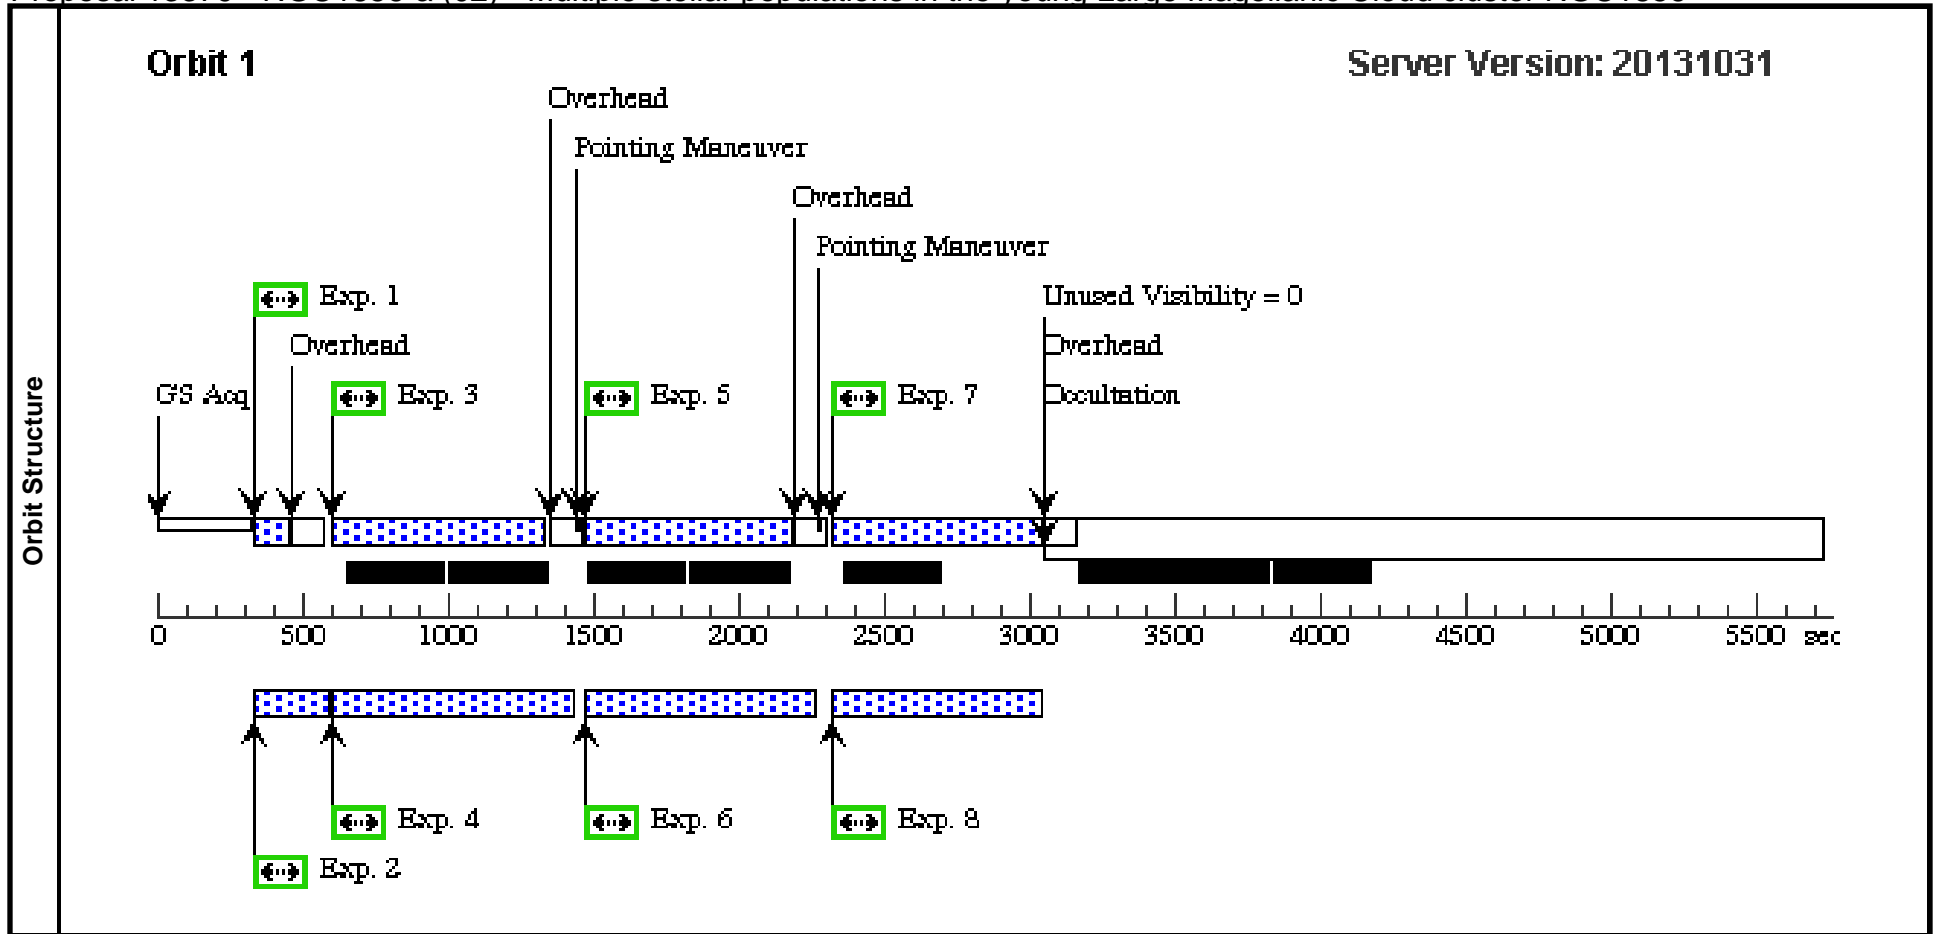 Orbit 1
Server Version: 20131031
Overhead
Pointing Maneuver
Overhead
Pointing Maneuver
Exp. 1
Unused Visibility = 0
Overhead
Overhead
GS Acq
Exp. 3
Exp. 5
Exp. 7
Occultation
Orbit Structure
0
500
1000
1500
2000
2500
3000
3500
4000
4500
5000
5500
sec
Exp. 4
Exp. 6
Exp. 8
Exp. 2